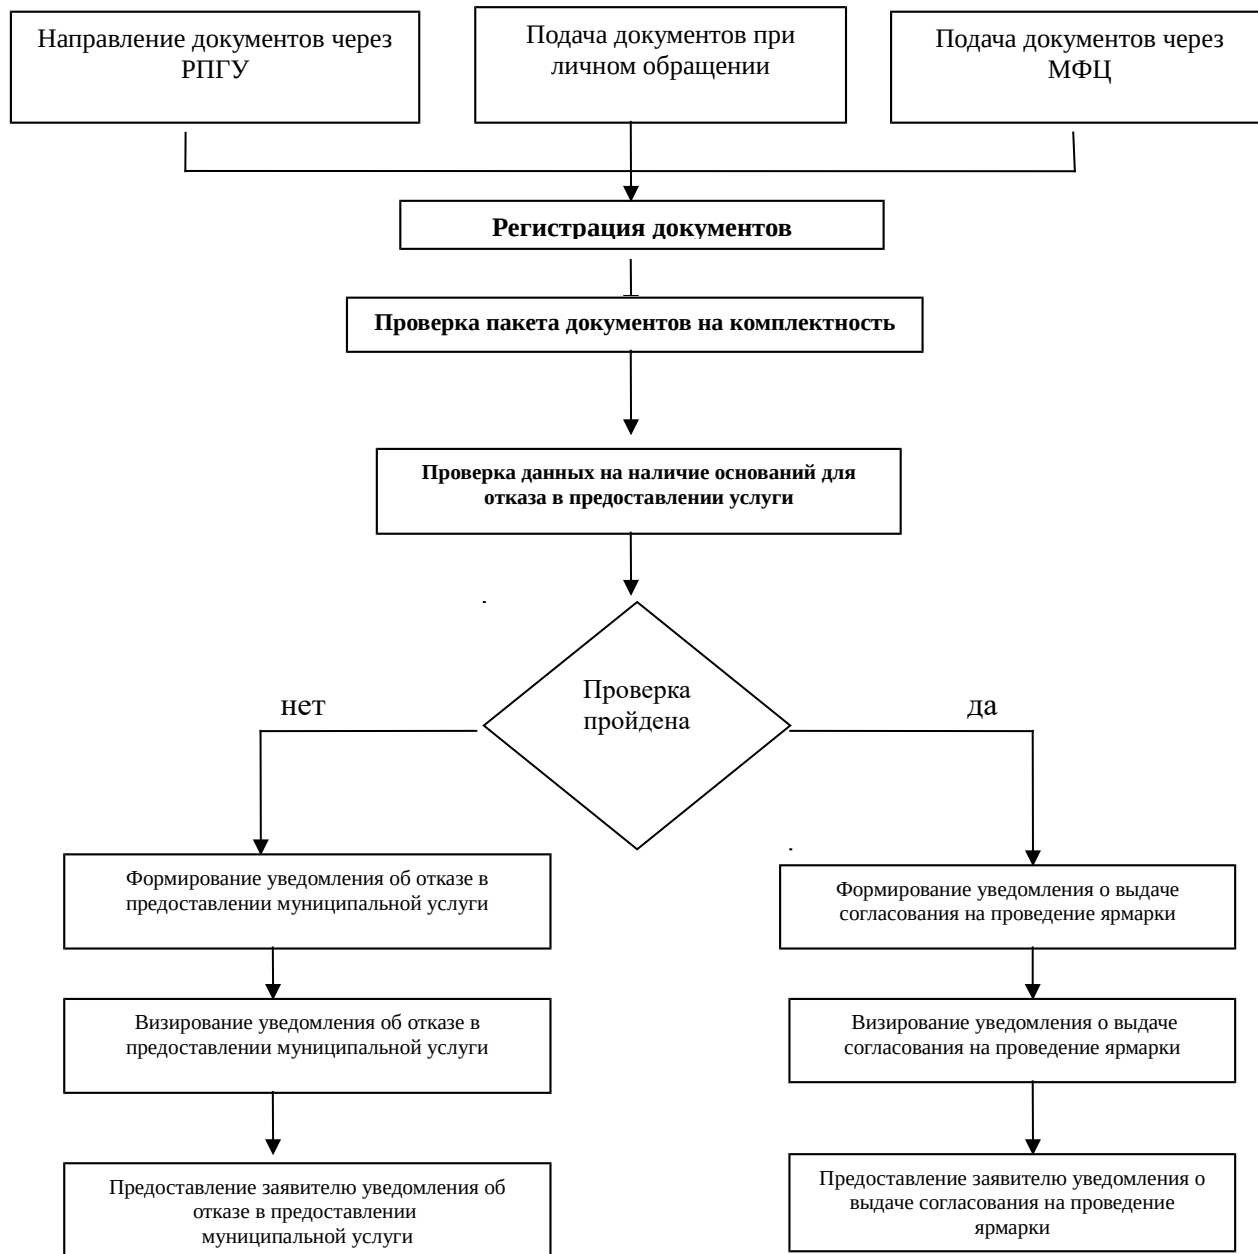 Направление документов через
РПГУ
Подача документов при
личном обращении
Подача документов через
МФЦ
Регистрация документов
Проверка пакета документов на комплектность
Проверка данных на наличие оснований для
отказа в предоставлении услуги
Проверка
пройдена
нет
да
Формирование уведомления об отказе в
предоставлении муниципальной услуги
Формирование уведомления о выдаче
согласования на проведение ярмарки
Визирование уведомления об отказе в
предоставлении муниципальной услуги
Визирование уведомления о выдаче
согласования на проведение ярмарки
Предоставление заявителю уведомления об
отказе в предоставлении
муниципальной услуги
Предоставление заявителю уведомления о
выдаче согласования на проведение
ярмарки